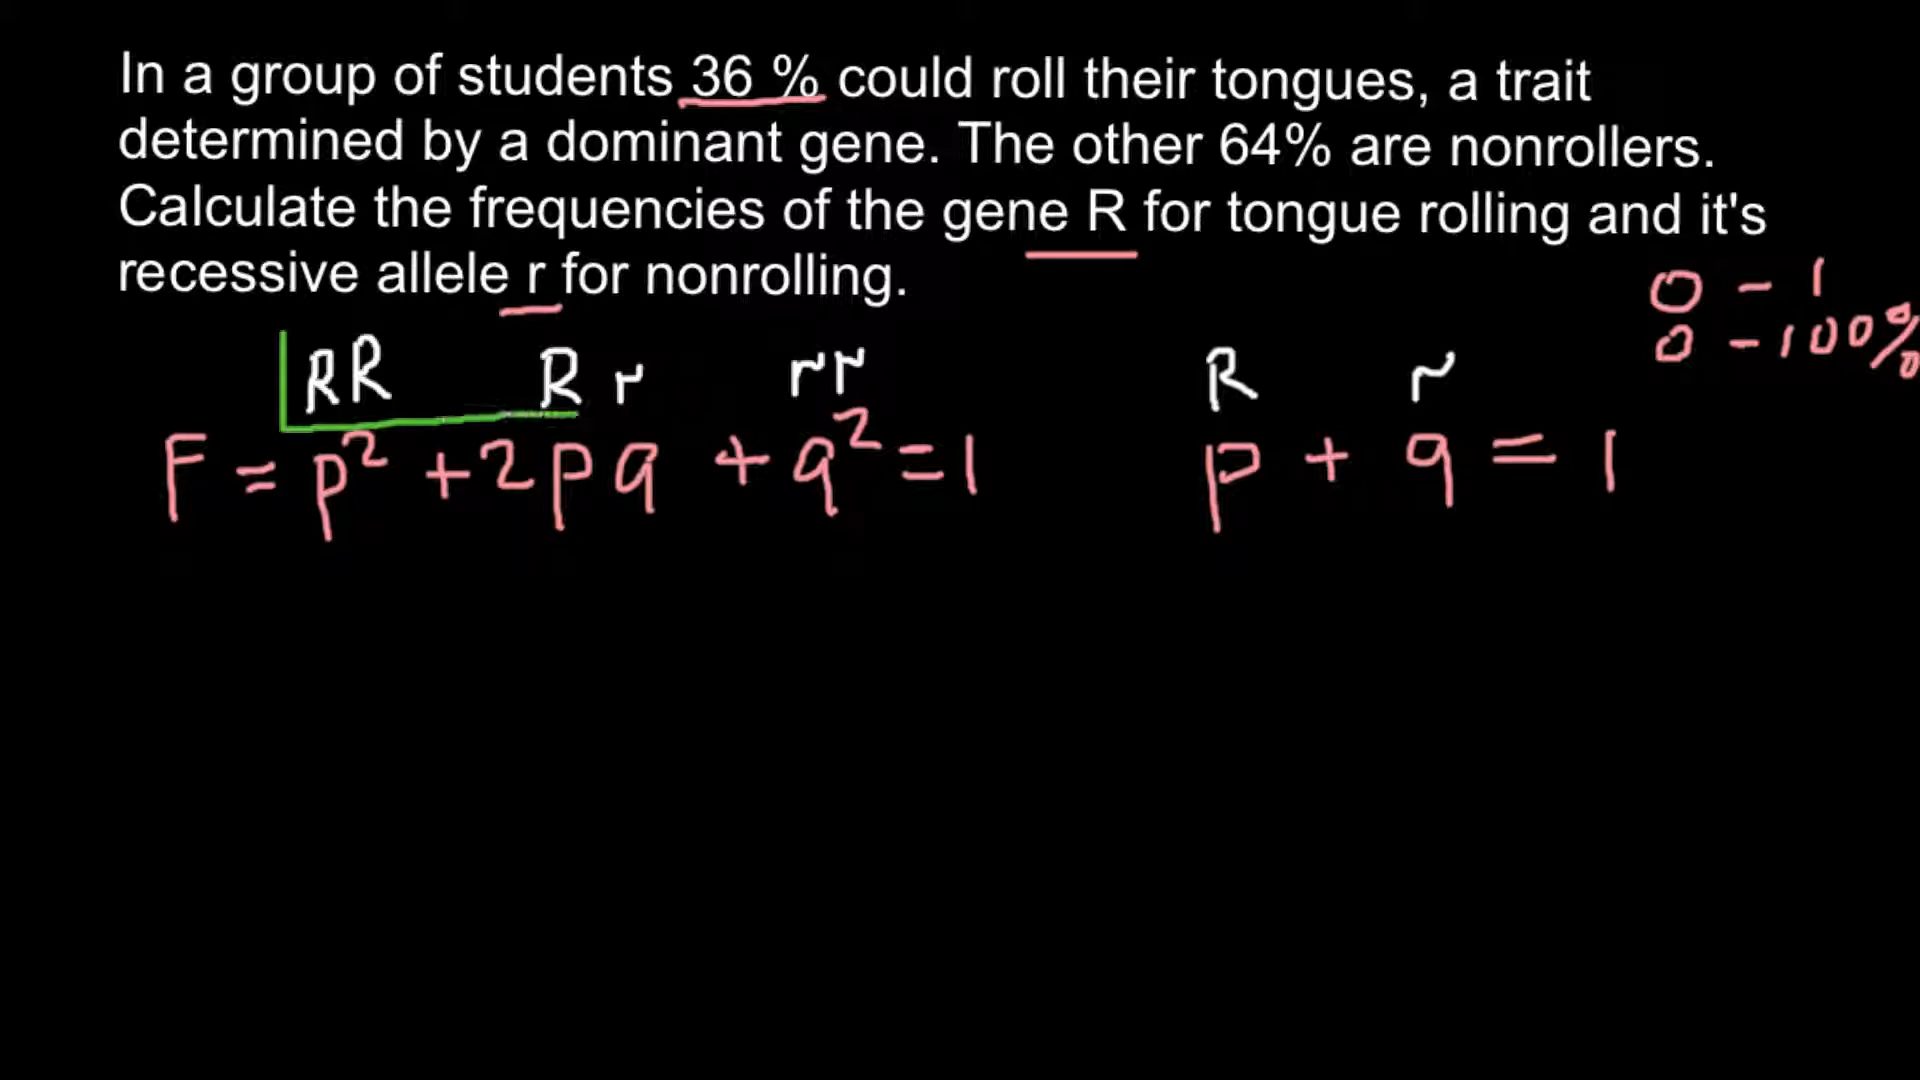 In a group of students 36 % could roll their tongues, a trait
determined by a dominant gene. The other 64% are nonrollers.
Calculate the frequencies of the gene R for tongue rolling and it's
recessive allele r for nonrolling.
0 - 1
0 - 100%
RR Rr rr R r
F = p² + 2pq + q² = 1 p + q = 1